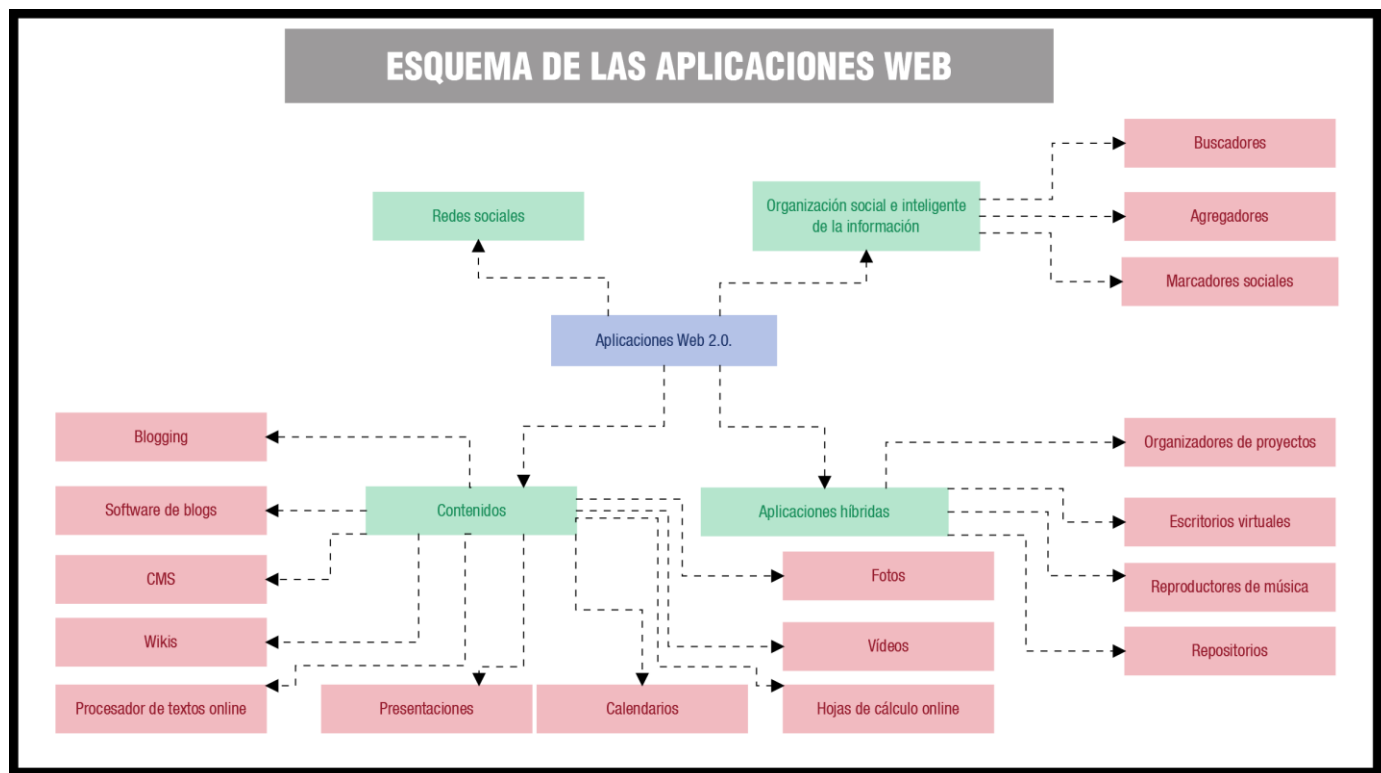 ESQUEMA DE LAS APLICACIONES WEB
Buscadores
Redes sociales
Organización social e inteligente
de la información
Agregadores
Marcadores sociales
Aplicaciones Web 2.0.
Blogging
Organizadores de proyectos
Software de blogs
Contenidos
Aplicaciones híbridas
Escritorios virtuales
CMS
Fotos
Reproductores de música
Wikis
Vídeos
Repositorios
Procesador de textos online
Presentaciones
Calendarios
Hojas de cálculo online